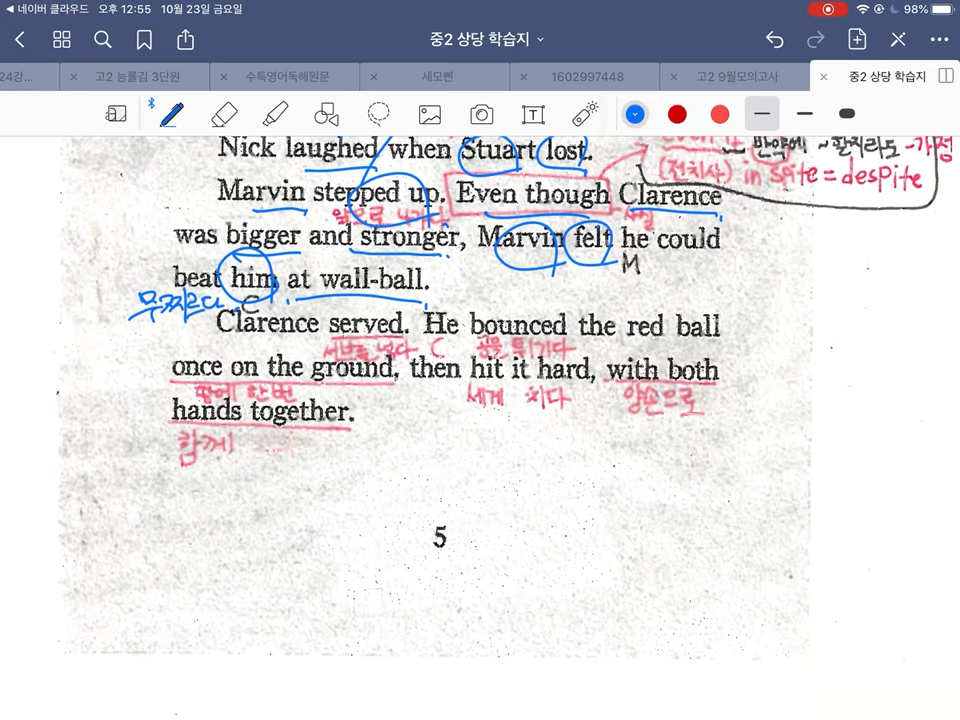 네이버 클라우드 오후 12:55 10월 23일 금요일 98%
중2 상당 학습지
24강... 고2 능률김 3단원 수특영어독해원문 세모삔 1602997448 고2 9월모의고사 중2 상당 학습지
Nick laughed when Stuart lost. 만약에 ~할지라도 -가정
(전치사) in spite = despite
Marvin stepped up. Even though Clarence
앞으로 나가다 사실
was bigger and stronger, Marvin felt he could
M
beat him at wall-ball.
무찌르다 C
Clarence served. He bounced the red ball
서브를 넣다 C 공을 튀기다
once on the ground, then hit it hard, with both
땅에 한번 세게 치다 양손으로
hands together.
함께
5